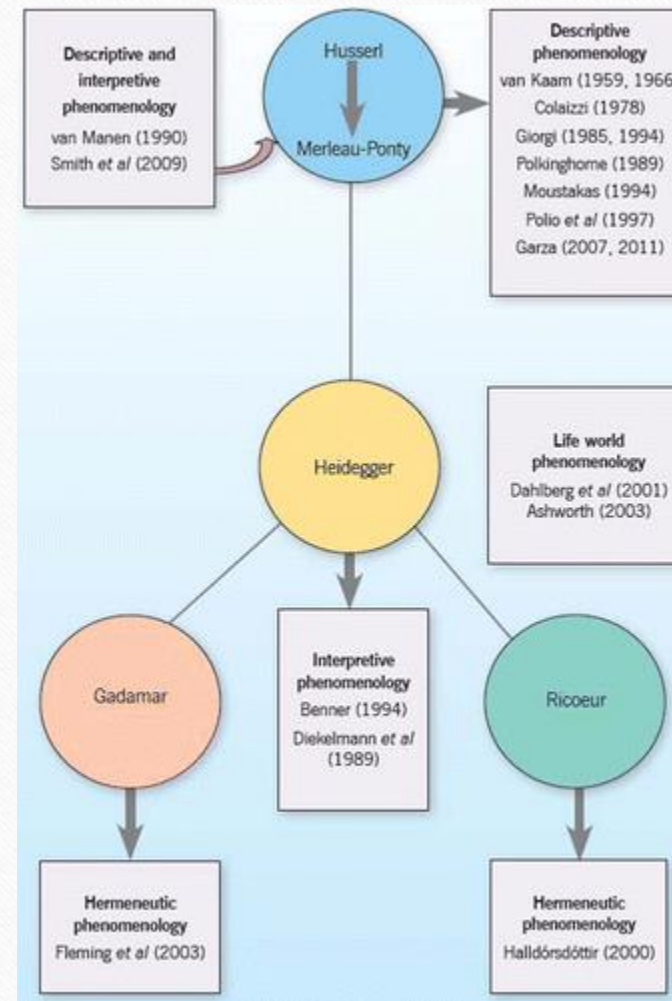 Descriptive and
interpretive
phenomenology
van Manen (1990)
Smith et al (2009)
Husserl
Merleau-Ponty
Descriptive
phenomenology
van Kaam (1959, 1966
Colaizzi (1978)
Giorgi (1985, 1994)
Polkinghorne (1989)
Moustakas (1994)
Polio et al (1997)
Garza (2007, 2011)
Heidegger
Life world
phenomenology
Dahlberg et al (2001)
Ashworth (2003)
Gadamar
Interpretive
phenomenology
Benner (1994)
Diekelmann et al
(1989)
Ricoeur
Hermeneutic
phenomenology
Fleming et al (2003)
Hermeneutic
phenomenology
Halldórsdóttir (2000)